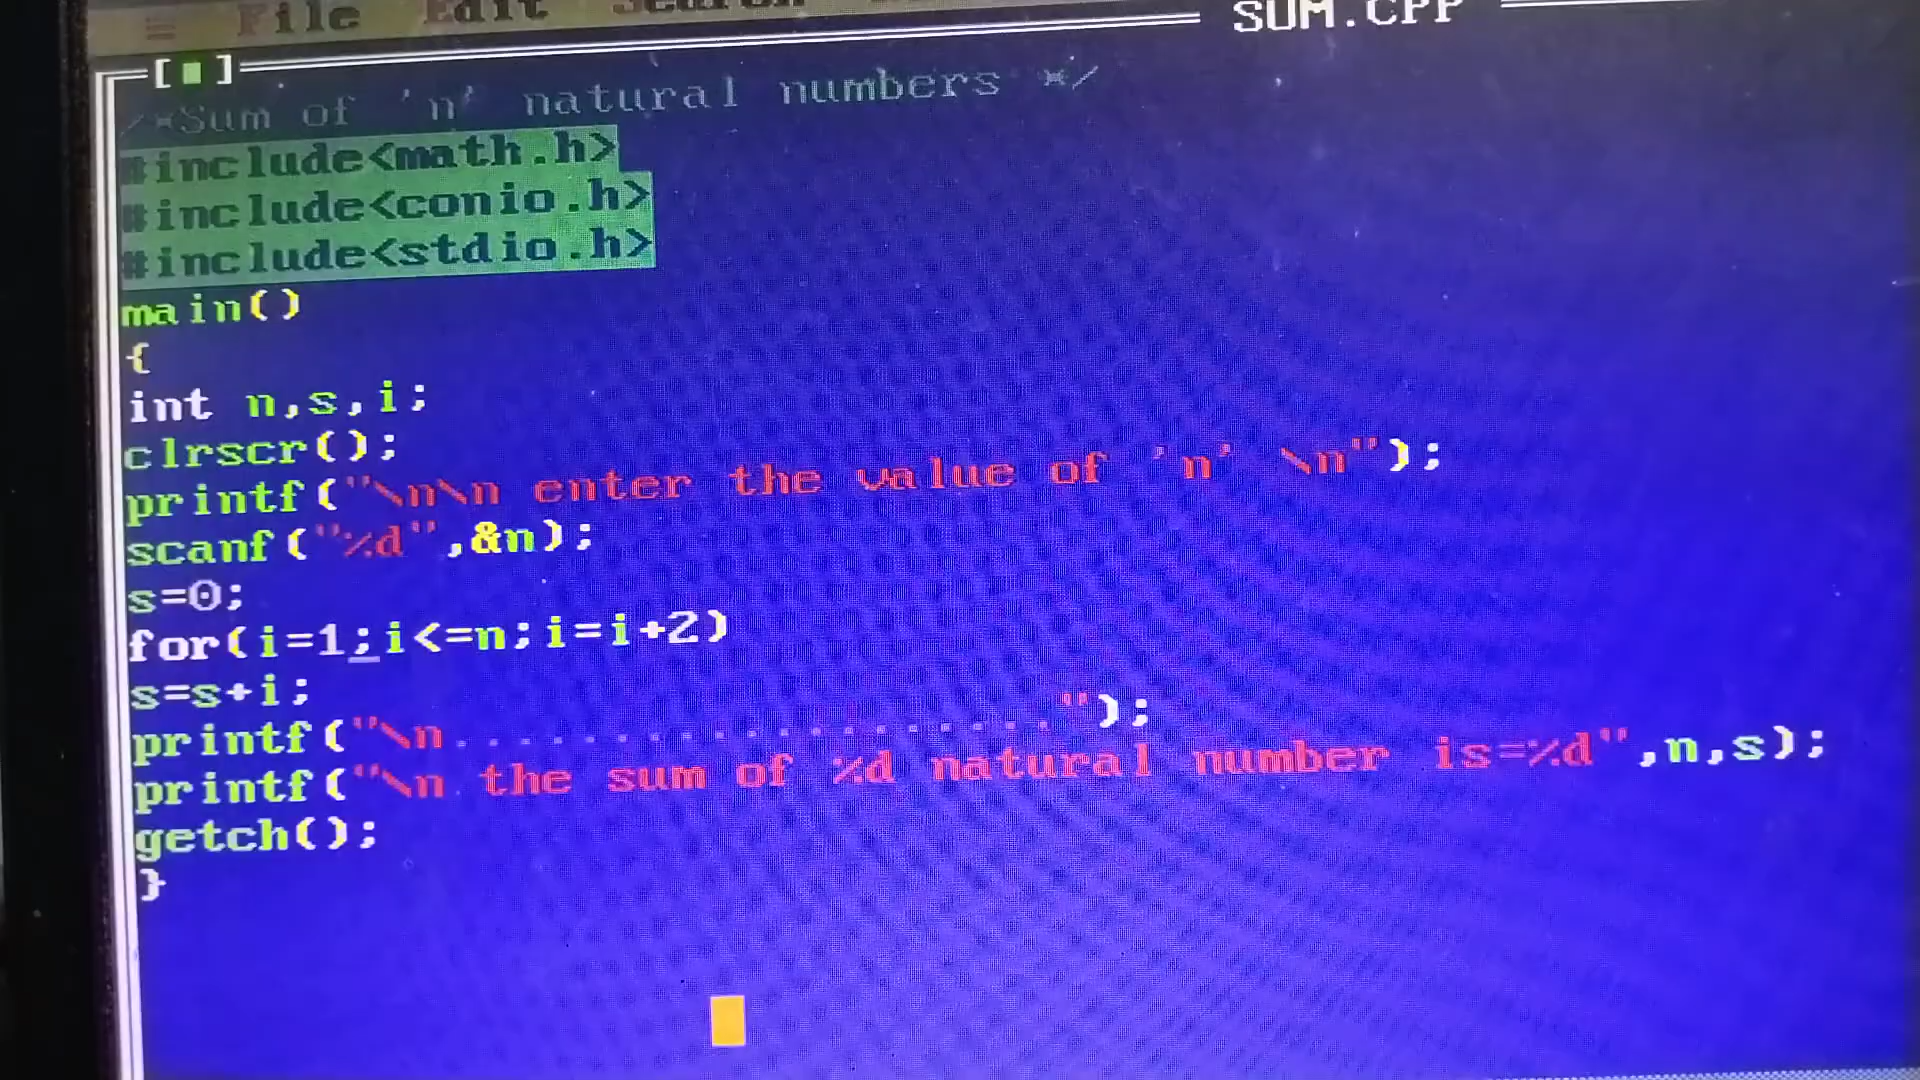 File Edit Search
SUM.CPP
[■]
/*Sum of 'n' natural numbers */
#include<math.h>
#include<conio.h>
#include<stdio.h>
main()
{
int n,s,i;
clrscr();
printf("\n\n enter the value of 'n' \n");
scanf("%d",&n);
s=0;
for(i=1;i<=n;i=i+2)
s=s+i;
printf("\n.....................");
printf("\n the sum of %d natural number is=%d",n,s);
getch();
}